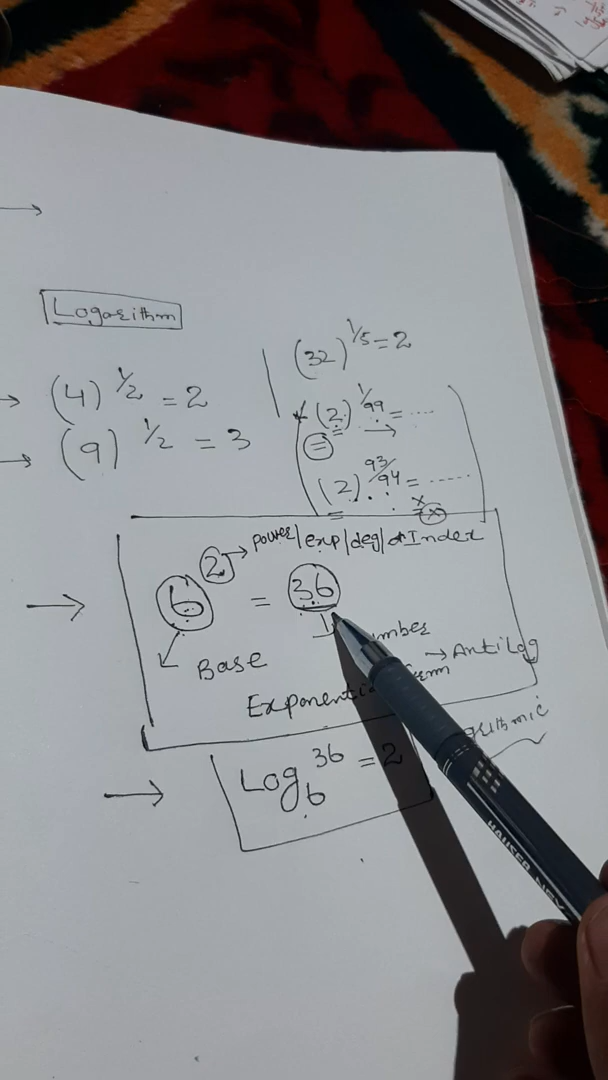 Logarithm
(4)^1/2 = 2
(9)^1/2 = 3
(32)^1/5 = 2
(2)^1/99 = ....
(2)^93/94 = ......
6^2 = 36
power/exp/deg/ Index
Base
Exponenti
→ Antilog
Log_6 36 = 2
HAUSER